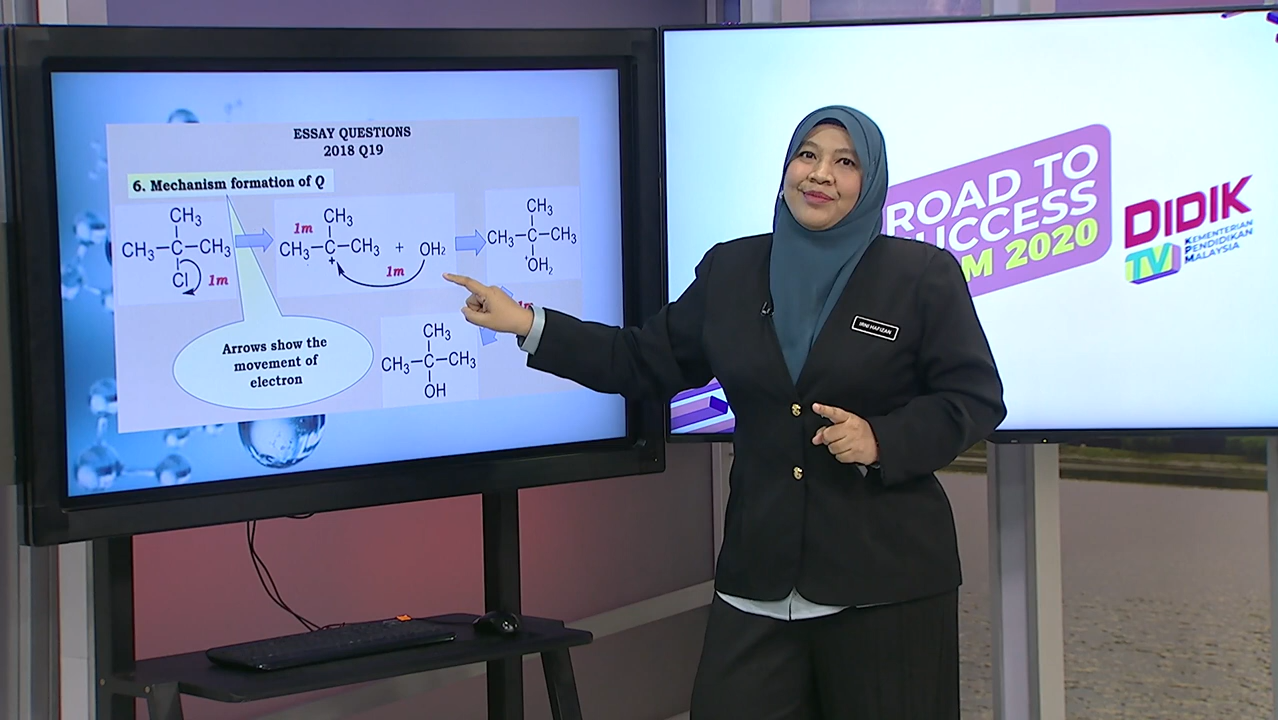 ESSAY QUESTIONS
2018 Q19
6. Mechanism formation of Q
CH₃
CH₃—C—CH₃
Cl
1m
1m
CH₃
CH₃—C—CH₃
+
+ OH₂
1m
CH₃
CH₃—C—CH₃
+OH₂
CH₃
CH₃—C—CH₃
OH
Arrows show the
movement of
electron
IRNI HAFIZAN
ROAD TO
2020
DIDIK
TV
KEMENTERIAN
PENDIDIKAN
MALAYSIA